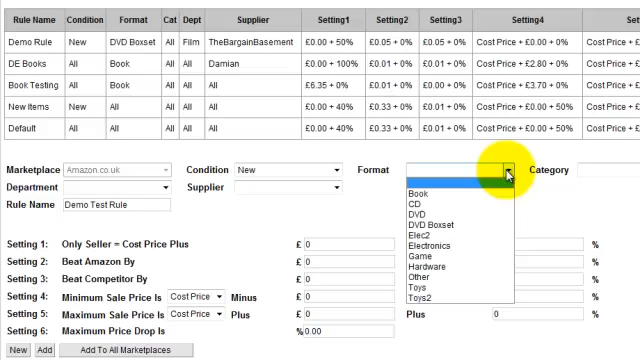 Rule Name Condition Format Cat Dept Supplier Setting1 Setting2 Setting3 Setting4
Demo Rule New DVD Boxset All Film TheBargainBasement £0.00 + 50% £0.05 + 0% £0.05 + 0% Cost Price + £0.00 + 0% Cost Price +
DE Books All Book All All Damian £0.00 + 100% £0.01 + 0% £0.01 + 0% Cost Price + £2.80 + 0% Cost Price +
Book Testing All Book All All All £6.35 + 0% £0.01 + 0% £0.01 + 0% Cost Price + £3.70 + 0% Cost Price +
New Items New All All All All £0.00 + 40% £0.33 + 0% £0.01 + 0% Cost Price + £0.00 + 50% Cost Price +
Default All All All All All £0.00 + 40% £0.33 + 0% £0.01 + 0% Cost Price + £0.00 + 50% Cost Price +
Marketplace Amazon.co.uk Condition New Format Category
Department Supplier
Rule Name Demo Test Rule
Book
CD
DVD
DVD Boxset
Elec2
Electronics
Game
Hardware
Other
Toys
Toys2
Setting 1: Only Seller = Cost Price Plus £ 0 %
Setting 2: Beat Amazon By £ 0 %
Setting 3: Beat Competitor By £ 0 %
Setting 4: Minimum Sale Price Is Cost Price Minus £ 0 %
Setting 5: Maximum Sale Price Is Cost Price Plus £ 0 Plus 0 %
Setting 6: Maximum Price Drop Is % 0.00
New Add Add To All Marketplaces